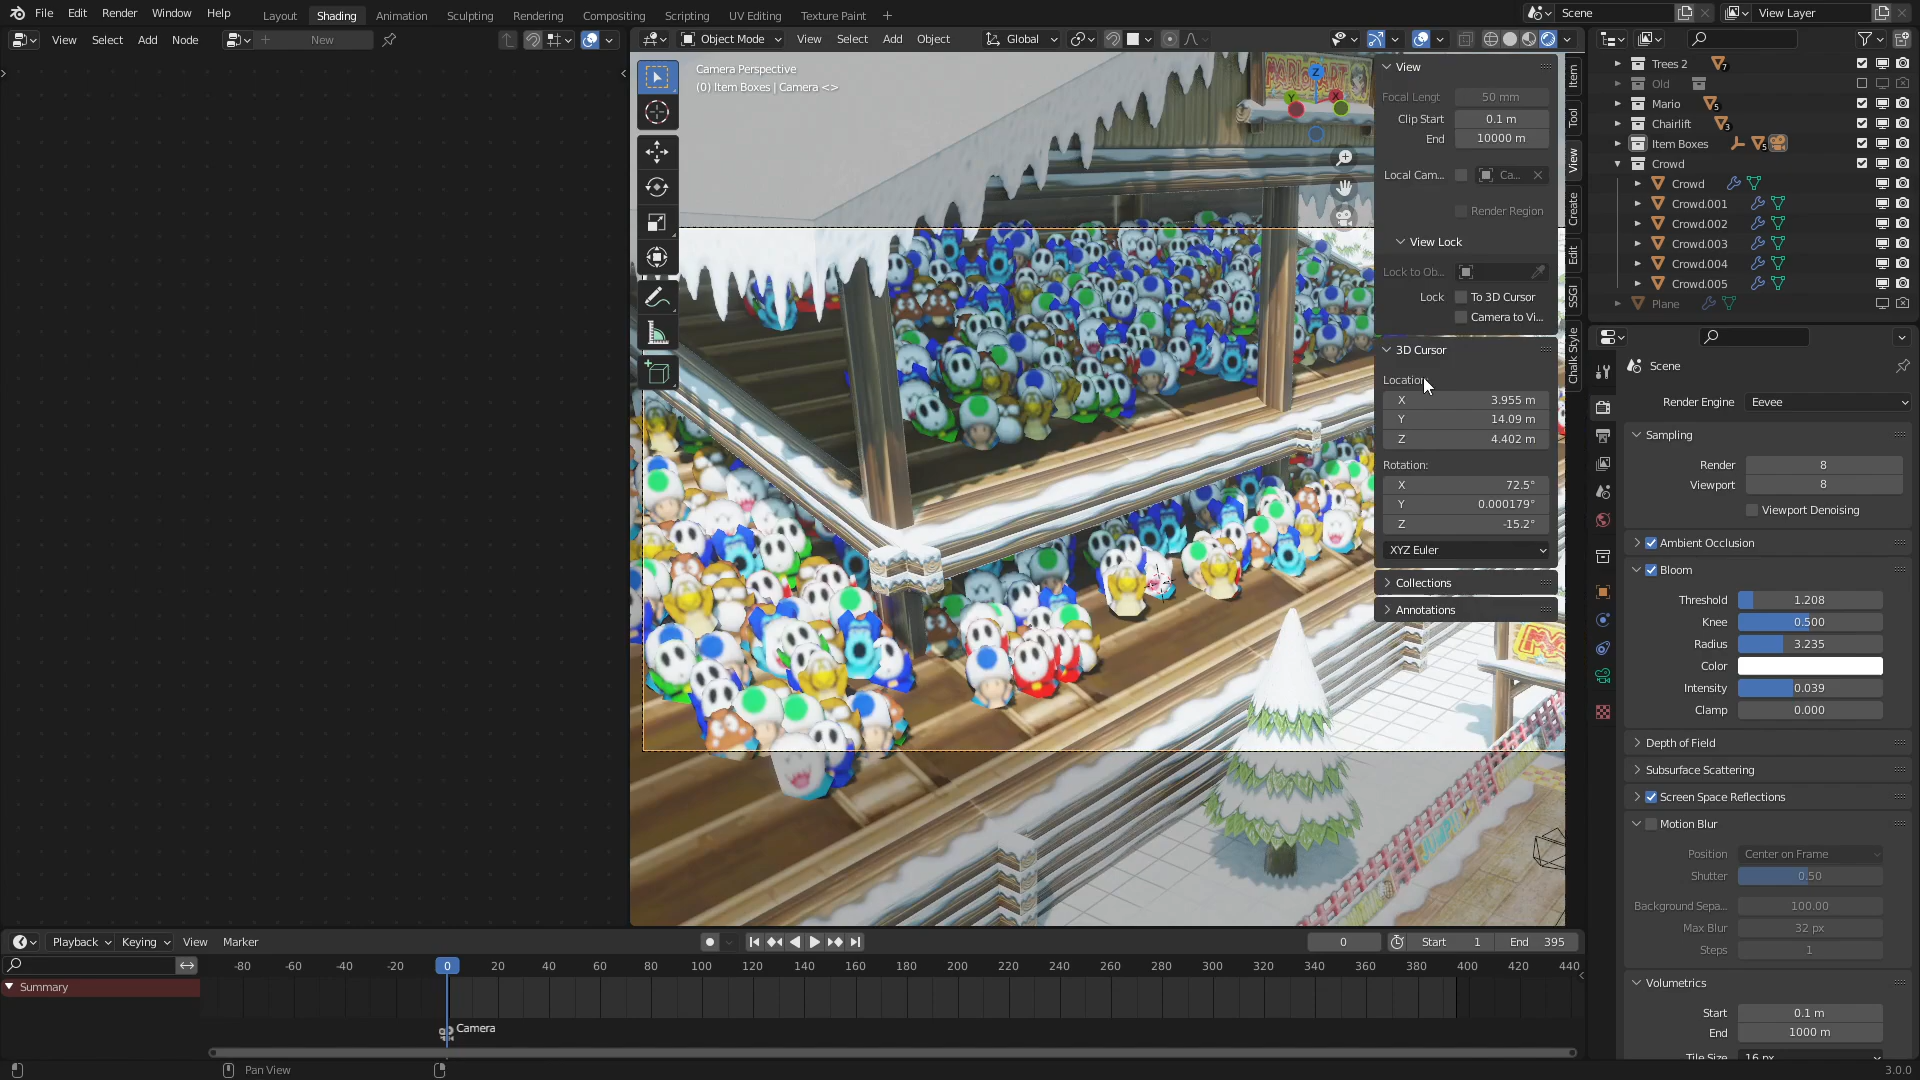 File Edit Render Window Help
Layout Shading Animation Sculpting Rendering Compositing Scripting UV Editing Texture Paint +
Scene
View Layer
View Select Add Node
New
Object Mode View Select Add Object Global
Camera Perspective
(0) Item Boxes | Camera <>
View
Focal Lengt 50 mm
Clip Start 0.1 m
End 10000 m
Local Cam... Ca...
Render Region
View Lock
Lock to Ob...
Lock To 3D Cursor
Camera to Vi...
3D Cursor
Location:
X 3.955 m
Y 14.09 m
Z 4.402 m
Rotation:
X 72.5°
Y 0.000179°
Z -15.2°
XYZ Euler
Collections
Annotations
Item
Tool
View
Create
Edit
SSGI
Chalk Style
Z
Y
X
Trees 2 7
Old
Mario 5
Chairlift 3
Item Boxes 5
Crowd
Crowd
Crowd.001
Crowd.002
Crowd.003
Crowd.004
Crowd.005
Plane
Scene
Render Engine Eevee
Sampling
Render 8
Viewport 8
Viewport Denoising
Ambient Occlusion
Bloom
Threshold 1.208
Knee 0.500
Radius 3.235
Color
Intensity 0.039
Clamp 0.000
Depth of Field
Subsurface Scattering
Screen Space Reflections
Motion Blur
Position Center on Frame
Shutter 0.50
Background Sepa... 100.00
Max Blur 32 px
Steps 1
Volumetrics
Start 0.1 m
End 1000 m
Tile Size 16 px
Playback Keying View Marker
0 Start 1 End 395
-80 -60 -40 -20 0 20 40 60 80 100 120 140 160 180 200 220 240 260 280 300 320 340 360 380 400 420 440
Summary
Camera
Pan View
3.0.0